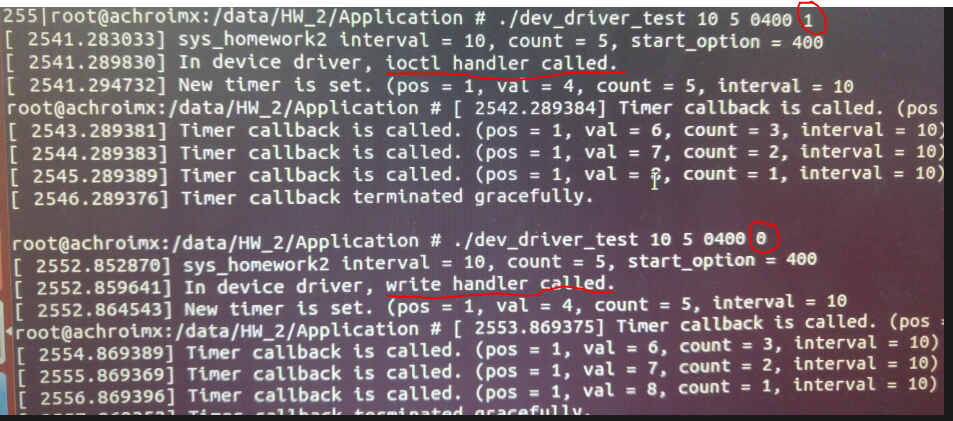 255|root@achroimx:/data/HW_2/Application # ./dev_driver_test 10 5 0400 1
[ 2541.283033] sys_homework2 interval = 10, count = 5, start_option = 400
[ 2541.289830] In device driver, ioctl handler called.
[ 2541.294732] New timer is set. (pos = 1, val = 4, count = 5, interval = 10
root@achroimx:/data/HW_2/Application # [ 2542.289384] Timer callback is called. (pos
[ 2543.289381] Timer callback is called. (pos = 1, val = 6, count = 3, interval = 10)
[ 2544.289383] Timer callback is called. (pos = 1, val = 7, count = 2, interval = 10)
[ 2545.289389] Timer callback is called. (pos = 1, val = 8, count = 1, interval = 10)
[ 2546.289376] Timer callback terminated gracefully.
root@achroimx:/data/HW_2/Application # ./dev_driver_test 10 5 0400 0
[ 2552.852870] sys_homework2 interval = 10, count = 5, start_option = 400
[ 2552.859641] In device driver, write handler called.
[ 2552.864543] New timer is set. (pos = 1, val = 4, count = 5, interval = 10
root@achroimx:/data/HW_2/Application # [ 2553.869375] Timer callback is called. (pos =
[ 2554.869389] Timer callback is called. (pos = 1, val = 6, count = 3, interval = 10)
[ 2555.869369] Timer callback is called. (pos = 1, val = 7, count = 2, interval = 10)
[ 2556.869396] Timer callback is called. (pos = 1, val = 8, count = 1, interval = 10)
Timer callback terminated gracefully.